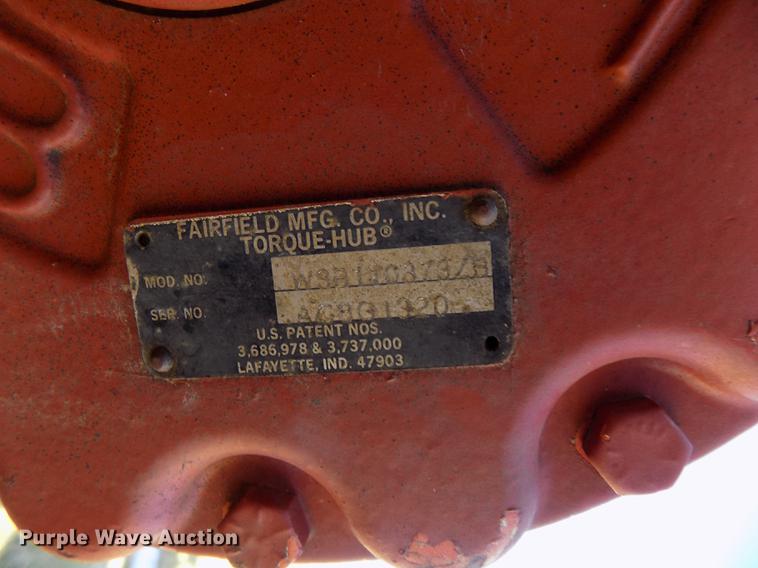 FAIRFIELD MFG. CO., INC.
TORQUE-HUB®
MOD. NO.
SER. NO.
U.S. PATENT NOS.
3,686,978 & 3,737,000
LAFAYETTE, IND. 47903
Purple Wave Auction